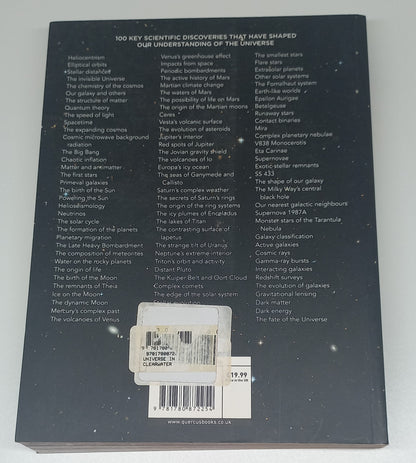 100 KEY SCIENTIFIC DISCOVERIES THAT HAVE SHAPED
OUR UNDERSTANDING OF THE UNIVERSE
Heliocentrism
Elliptical orbits
Stellar distances
The invisible Universe
The chemistry of the cosmos
Our galaxy and others
The structure of matter
Quantum theory
The speed of light
Spacetime
The expanding cosmos
Cosmic microwave background
radiation
The Big Bang
Chaotic inflation
Matter and antimatter
The first stars
Primeval galaxies
The birth of the Sun
Powering the Sun
Helioseismology
Neutrinos
The solar cycle
The formation of the planets
Planetary migration
The Late Heavy Bombardment
The composition of meteorites
Water on the rocky planets
The origin of life
The birth of the Moon
The remnants of Theia
Ice on the Moon
The dynamic Moon
Mercury's complex past
The volcanoes of Venus
Venus's greenhouse effect
Impacts from space
Periodic bombardments
The active history of Mars
Martian climate change
The waters of Mars
The possibility of life on Mars
The origin of the Martian moons
Ceres
Vesta's volcanic surface
The evolution of asteroids
Jupiter's interior
Red spots of Jupiter
The Jovian gravity shield
The volcanoes of Io
Europa's icy ocean
The seas of Ganymede and
Callisto
Saturn's complex weather
The secrets of Saturn's rings
The origin of the ring systems
The icy plumes of Enceladus
The lakes of Titan
The contrasting surface of
Iapetus
The strange tilt of Uranus
Neptune's extreme interior
Triton's orbit and activity
Distant Pluto
The Kuiper Belt and Oort Cloud
Complex comets
The edge of the solar system
The smallest stars
Flare stars
Extrasolar planets
Other solar systems
The Fomalhaut system
Earth-like worlds
Epsilon Aurigae
Betelgeuse
Runaway stars
Contact binaries
Mira
Complex planetary nebulae
V838 Monocerotis
Eta Carinae
Supernovae
Exotic stellar remnants
SS 433
The shape of our galaxy
The Milky Way's central
black hole
Our nearest galactic neighbours
Supernova 1987A
Monster stars of the Tarantula
Nebula
Galaxy classification
Active galaxies
Cosmic rays
Gamma-ray bursts
Interacting galaxies
Redshift surveys
The evolution of galaxies
Gravitational lensing
Dark matter
Dark energy
The fate of the Universe
UNIVERSE IN
CLEARWATER
£19.99
9 781780 872254
www.quercusbooks.co.uk